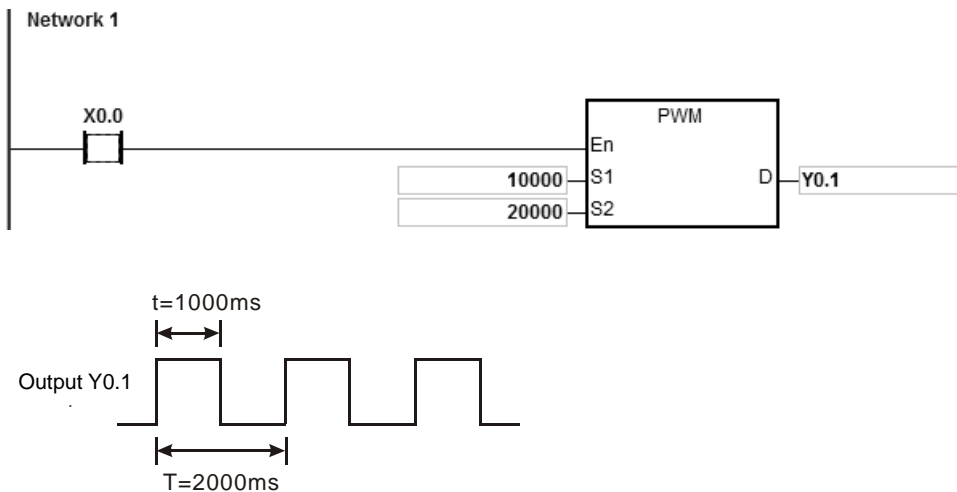 Network 1
X0.0
PWM
En
10000 S1 D Y0.1
20000 S2
t=1000ms
Output Y0.1
T=2000ms